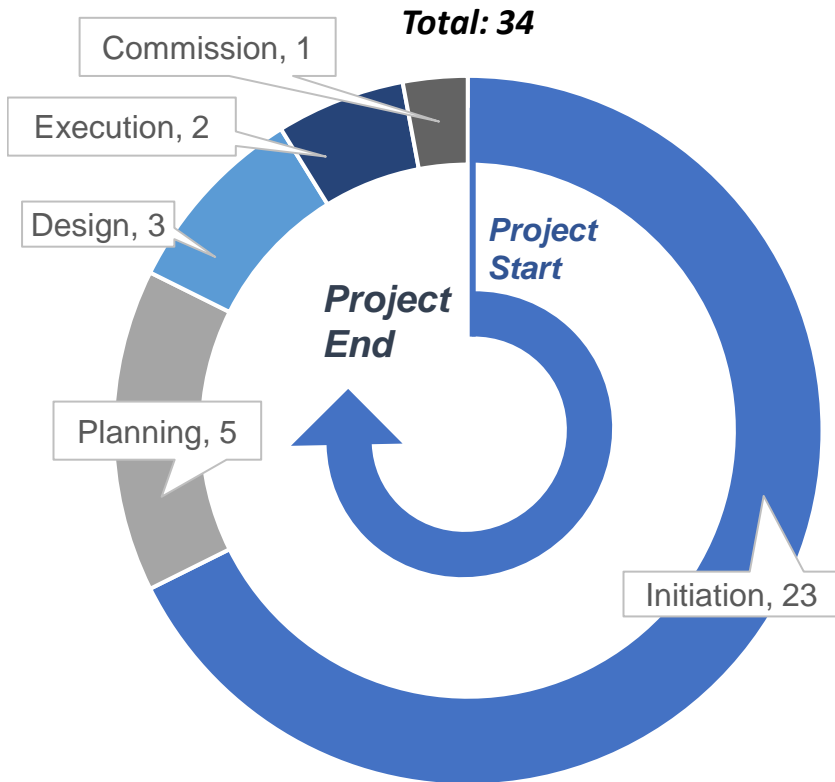 Total: 34
Commission, 1
Execution, 2
Design, 3
Project
Start
Project
End
Planning, 5
Initiation, 23